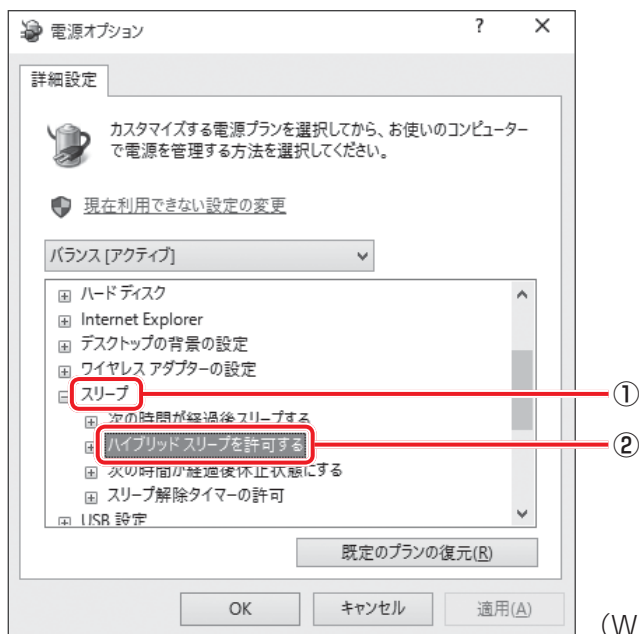 電源オプション
? ×
詳細設定
カスタマイズする電源プランを選択してから、お使いのコンピューター
で電源を管理する方法を選択してください。
現在利用できない設定の変更
バランス [アクティブ]
ハード ディスク
Internet Explorer
デスクトップの背景の設定
ワイヤレス アダプターの設定
スリープ
①
次の時間が経過後スリープする
ハイブリッド スリープを許可する
②
次の時間が経過後休止状態にする
スリープ解除タイマーの許可
USB 設定
既定のプランの復元(R)
OK キャンセル 適用(A)
(W